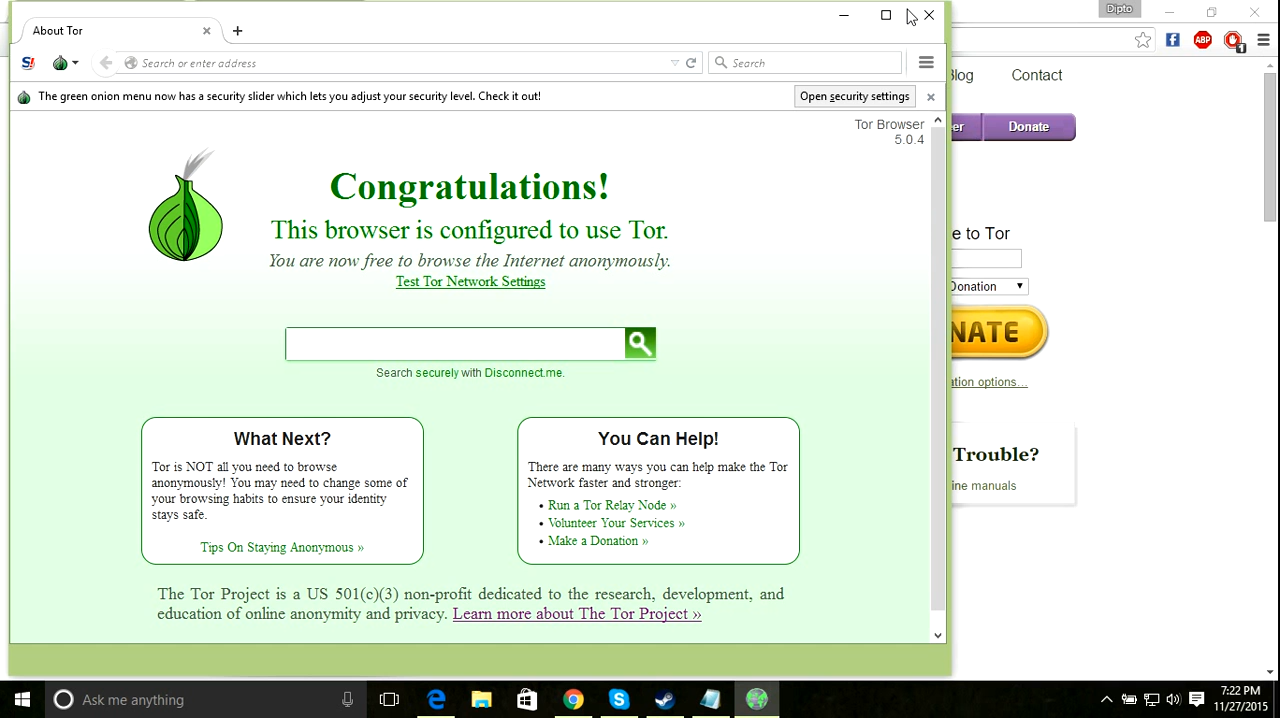 Dipto
About Tor
Search or enter address
Search
The green onion menu now has a security slider which lets you adjust your security level. Check it out!
Open security settings
Blog
Contact
Donate
Tor Browser
5.0.4
Congratulations!
This browser is configured to use Tor.
You are now free to browse the Internet anonymously.
Test Tor Network Settings
e to Tor
Donation
NATE
ation options...
Search securely with Disconnect.me.
What Next?
Tor is NOT all you need to browse
anonymously! You may need to change some of
your browsing habits to ensure your identity
stays safe.
Tips On Staying Anonymous »
You Can Help!
There are many ways you can help make the Tor
Network faster and stronger:
• Run a Tor Relay Node »
• Volunteer Your Services »
• Make a Donation »
Trouble?
ine manuals
The Tor Project is a US 501(c)(3) non-profit dedicated to the research, development, and
education of online anonymity and privacy. Learn more about The Tor Project »
Ask me anything
7:22 PM
11/27/2015